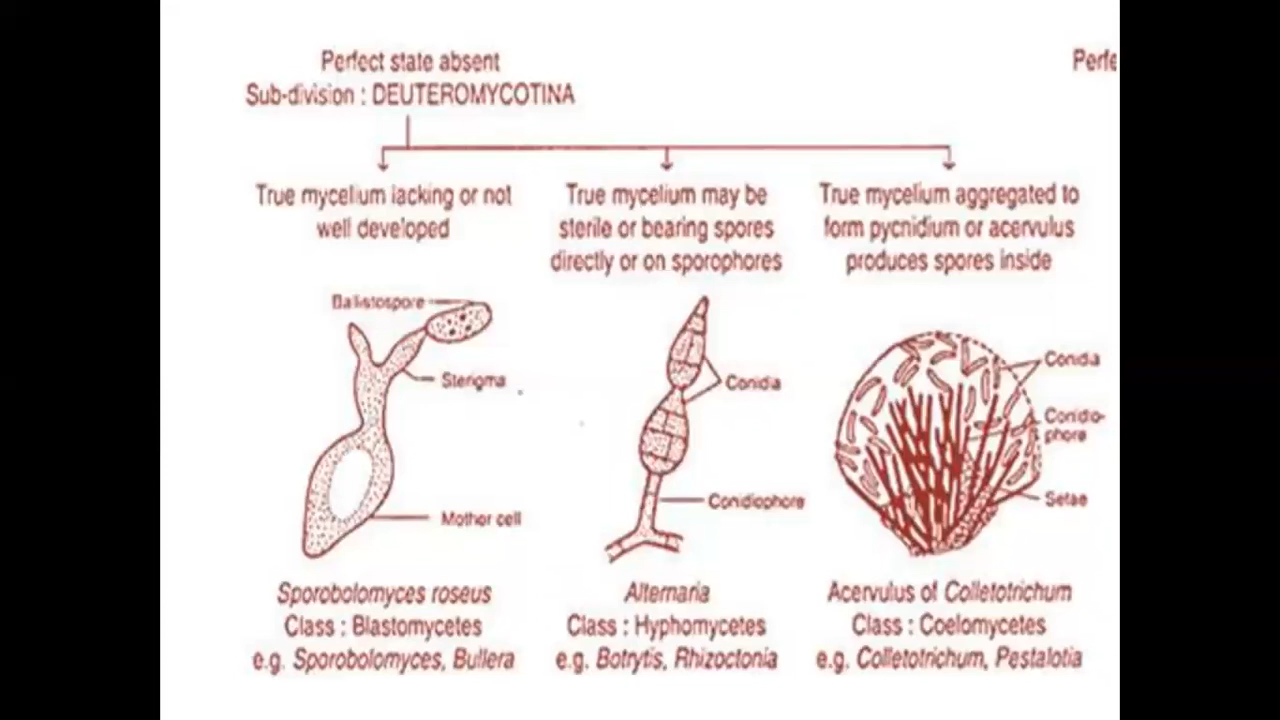 Perfect state absent
Sub-division : DEUTEROMYCOTINA
Perfe
True mycelium lacking or not
well developed
True mycelium may be
sterile or bearing spores
directly or on sporophores
True mycelium aggregated to
form pycnidium or acervulus
produces spores inside
Ballistospore
Sterigma
Mother cell
Conidia
Conidiophore
Conidia
Conidio-
phore
Setae
Sporobolomyces roseus
Class : Blastomycetes
e.g. Sporobolomyces, Bullera
Alternaria
Class : Hyphomycetes
e.g. Botrytis, Rhizoctonia
Acervulus of Colletotrichum
Class : Coelomycetes
e.g. Colletotrichum, Pestalotia